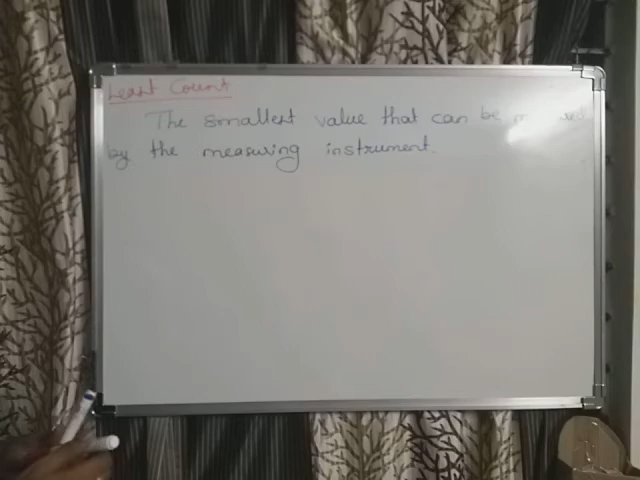 Least Count
The smallest value that can be
by the measuring instrument.